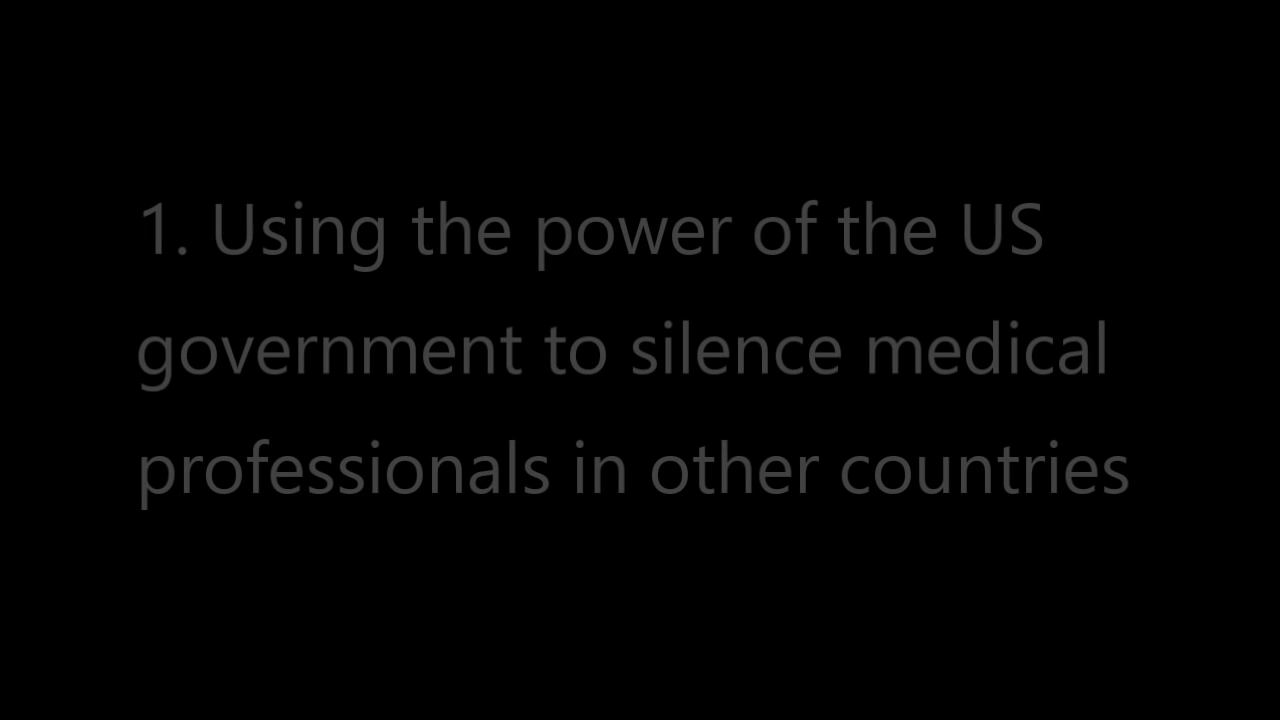 1. Using the power of the US
government to silence medical
professionals in other countries